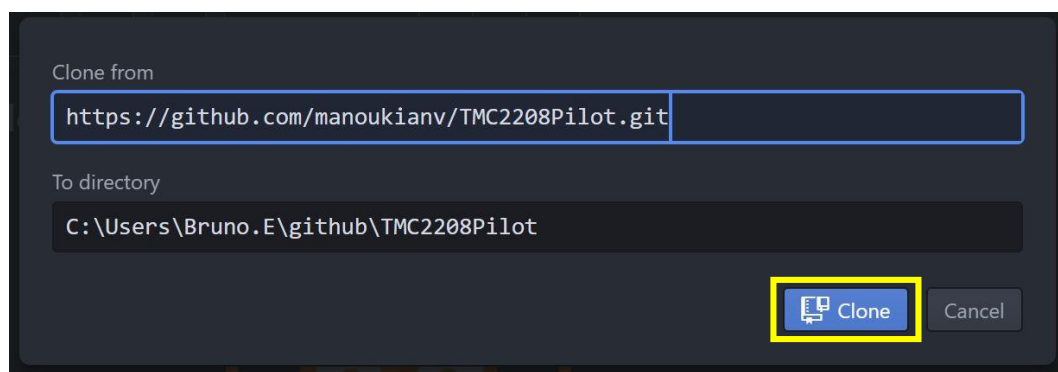 Clone from
https://github.com/manoukianv/TMC2208Pilot.git
To directory
C:\Users\Bruno.E\github\TMC2208Pilot
Clone Cancel